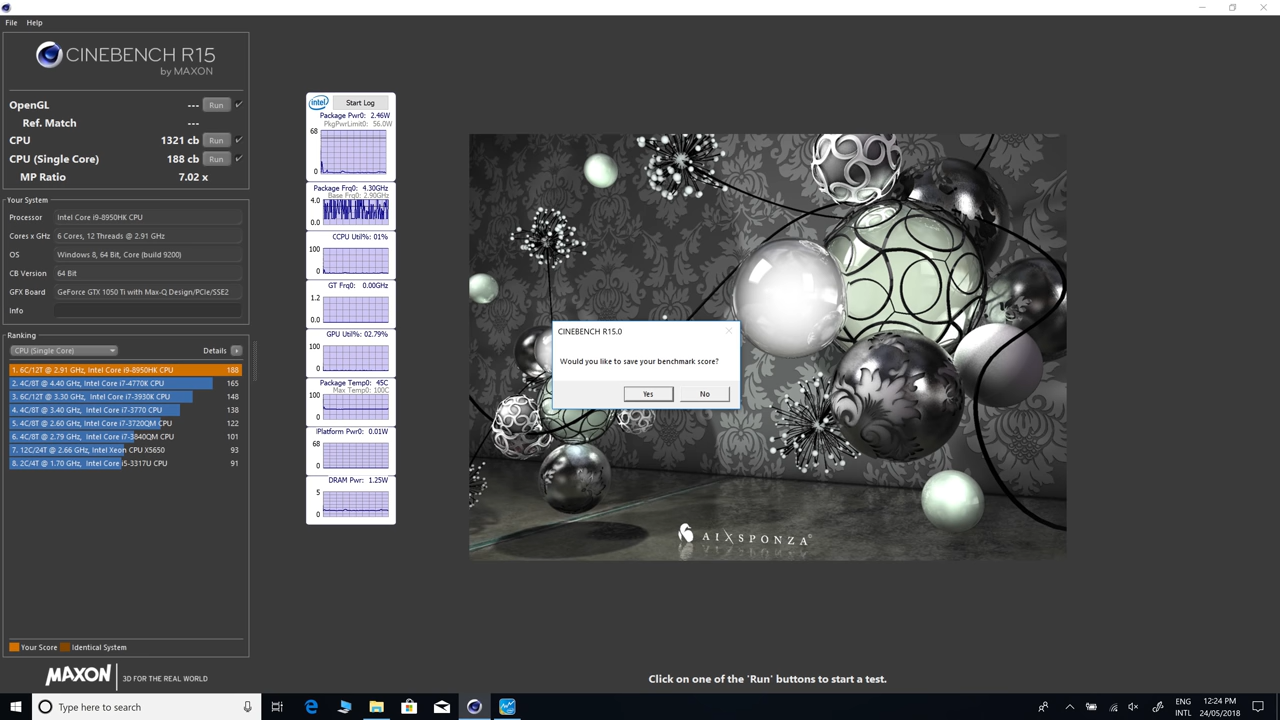 File Help
CINEBENCH R15
by MAXON
OpenGL --- Run
Ref. Match ---
CPU 1321 cb Run
CPU (Single Core) 188 cb Run
MP Ratio 7.02 x
Your System
Processor Intel Core i9-8950HK CPU
Cores x GHz 6 Cores, 12 Threads @ 2.91 GHz
OS Windows 8, 64 Bit, Core (build 9200)
CB Version 64 Bit
GFX Board GeForce GTX 1050 Ti with Max-Q Design/PCIe/SSE2
Info
Ranking
CPU (Single Core) Details
1. 6C/12T @ 2.91 GHz, Intel Core i9-8950HK CPU 188
2. 4C/8T @ 4.40 GHz, Intel Core i7-4770K CPU 165
3. 6C/12T @ 3.30 GHz, Intel Core i7-3930K CPU 148
4. 4C/8T @ 3.40 GHz, Intel Core i7-3770 CPU 138
5. 4C/8T @ 2.60 GHz, Intel Core i7-3720QM CPU 122
6. 4C/8T @ 2.79 GHz, Intel Core i7-3840QM CPU 101
7. 12C/24T @ 2.66 GHz, Intel Xeon CPU X5650 93
8. 2C/4T @ 1.70 GHz, Intel Core i5-3317U CPU 91
Your Score Identical System
MAXON 3D FOR THE REAL WORLD
intel Start Log
Package Pwr0: 2.46W
PkgPwrLimit0: 56.0W
68
0
Package Frq0: 4.30GHz
Base Frq0: 2.90GHz
4.0
0.0
CCPU Util%: 01%
100
0
GT Frq0: 0.00GHz
1.2
0.0
GPU Util%: 02.79%
100
0
Package Temp0: 45C
Max Temp0: 100C
100
0
IPlatform Pwr0: 0.01W
68
0
DRAM Pwr: 1.25W
5
0
CINEBENCH R15.0
Would you like to save your benchmark score?
Yes No
AIXSPONZA®
Click on one of the 'Run' buttons to start a test.
Type here to search
ENG
INTL
12:24 PM
24/05/2018